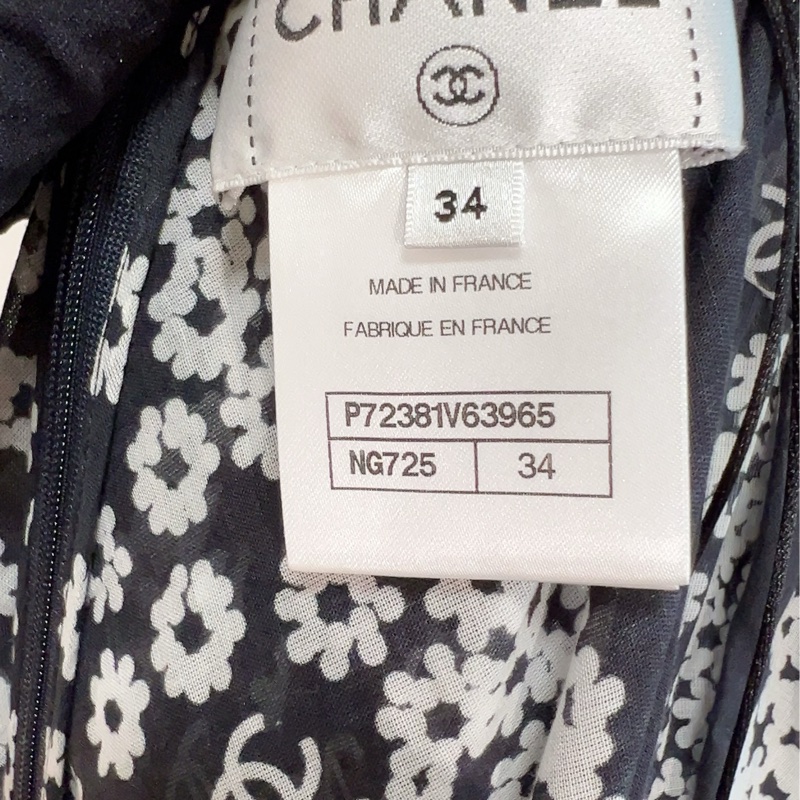 CHANEL
34
MADE IN FRANCE
FABRIQUE EN FRANCE
P72381V63965
NG725 34